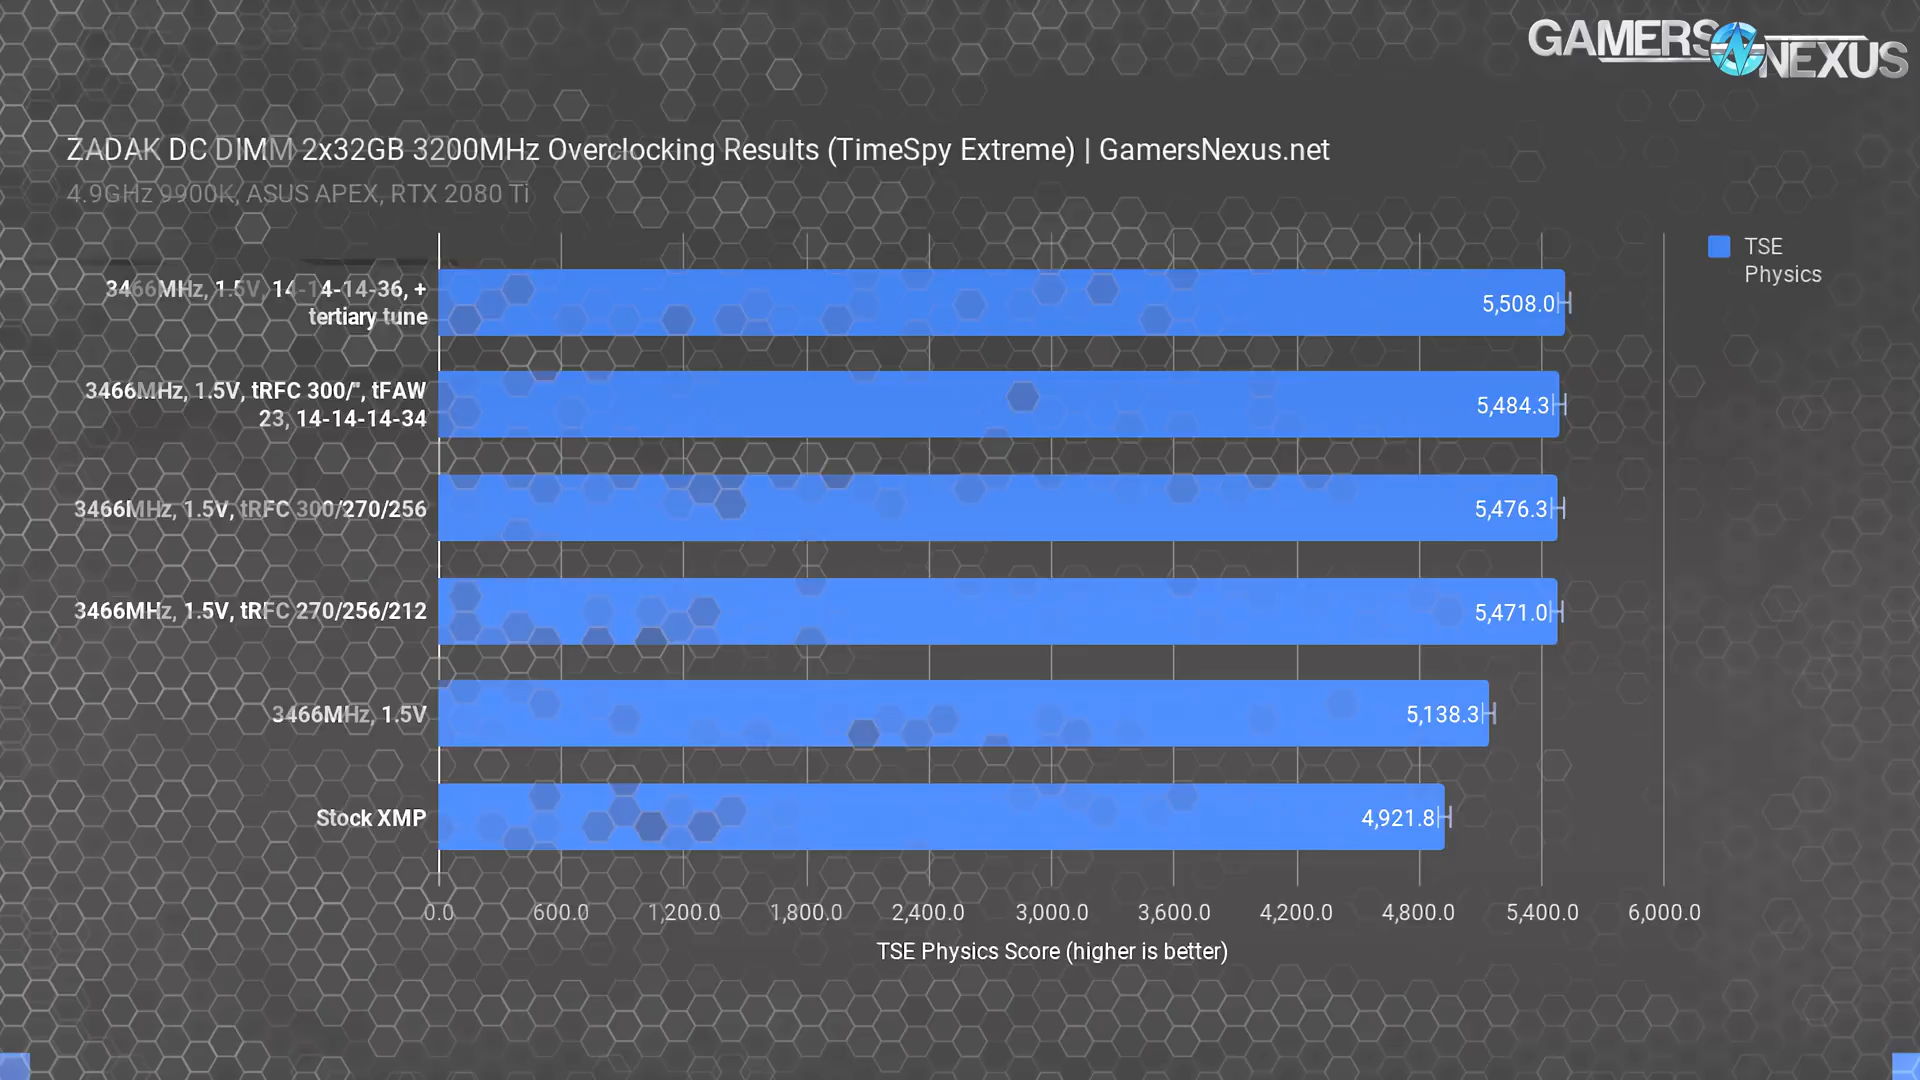 GAMERS NEXUS
ZADAK DC DIMM 2x32GB 3200MHz Overclocking Results (TimeSpy Extreme) | GamersNexus.net
4.9GHz 9900K, ASUS APEX, RTX 2080 Ti
TSE
Physics
3466MHz, 1.5V, 14-14-14-36, +
tertiary tune
5,508.0
3466MHz, 1.5V, tRFC 300/", tFAW
23, 14-14-14-34
5,484.3
3466MHz, 1.5V, tRFC 300/270/256
5,476.3
3466MHz, 1.5V, tRFC 270/256/212
5,471.0
3466MHz, 1.5V
5,138.3
Stock XMP
4,921.8
0.0 600.0 1,200.0 1,800.0 2,400.0 3,000.0 3,600.0 4,200.0 4,800.0 5,400.0 6,000.0
TSE Physics Score (higher is better)